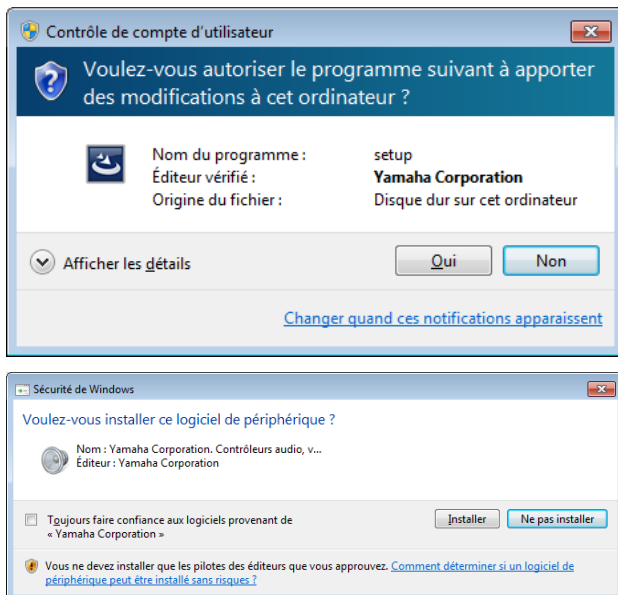 Contrôle de compte d'utilisateur
Voulez-vous autoriser le programme suivant à apporter
des modifications à cet ordinateur ?
Nom du programme : setup
Éditeur vérifié : Yamaha Corporation
Origine du fichier : Disque dur sur cet ordinateur
Afficher les détails Oui Non
Changer quand ces notifications apparaissent
Sécurité de Windows
Voulez-vous installer ce logiciel de périphérique ?
Nom : Yamaha Corporation. Contrôleurs audio, v...
Éditeur : Yamaha Corporation
Toujours faire confiance aux logiciels provenant de Installer Ne pas installer
« Yamaha Corporation »
Vous ne devez installer que les pilotes des éditeurs que vous approuvez. Comment déterminer si un logiciel de
périphérique peut être installé sans risques ?